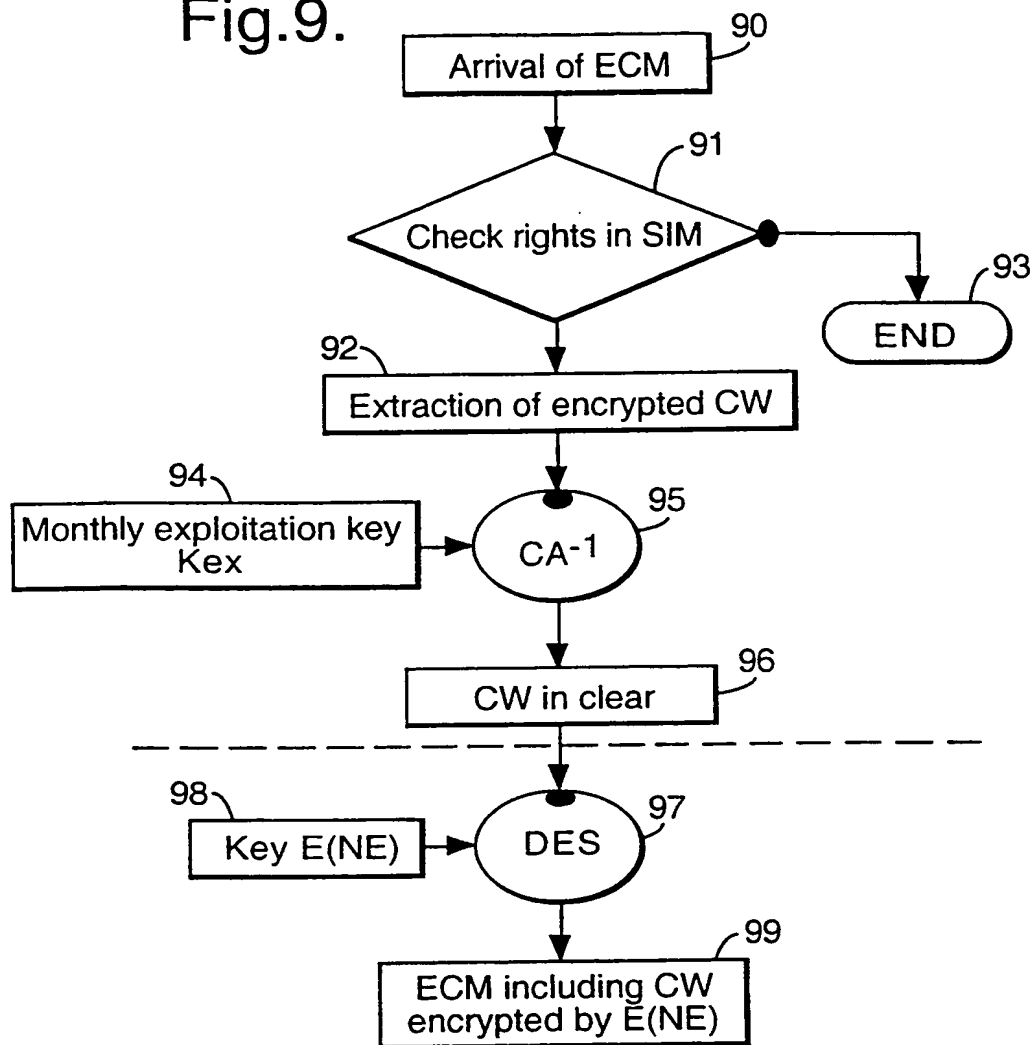 Fig.9.
90
Arrival of ECM
91
Check rights in SIM
93
END
92
Extraction of encrypted CW
94
Monthly exploitation key
Kex
95
CA-1
96
CW in clear
98
Key E(NE)
97
DES
99
ECM including CW
encrypted by E(NE)